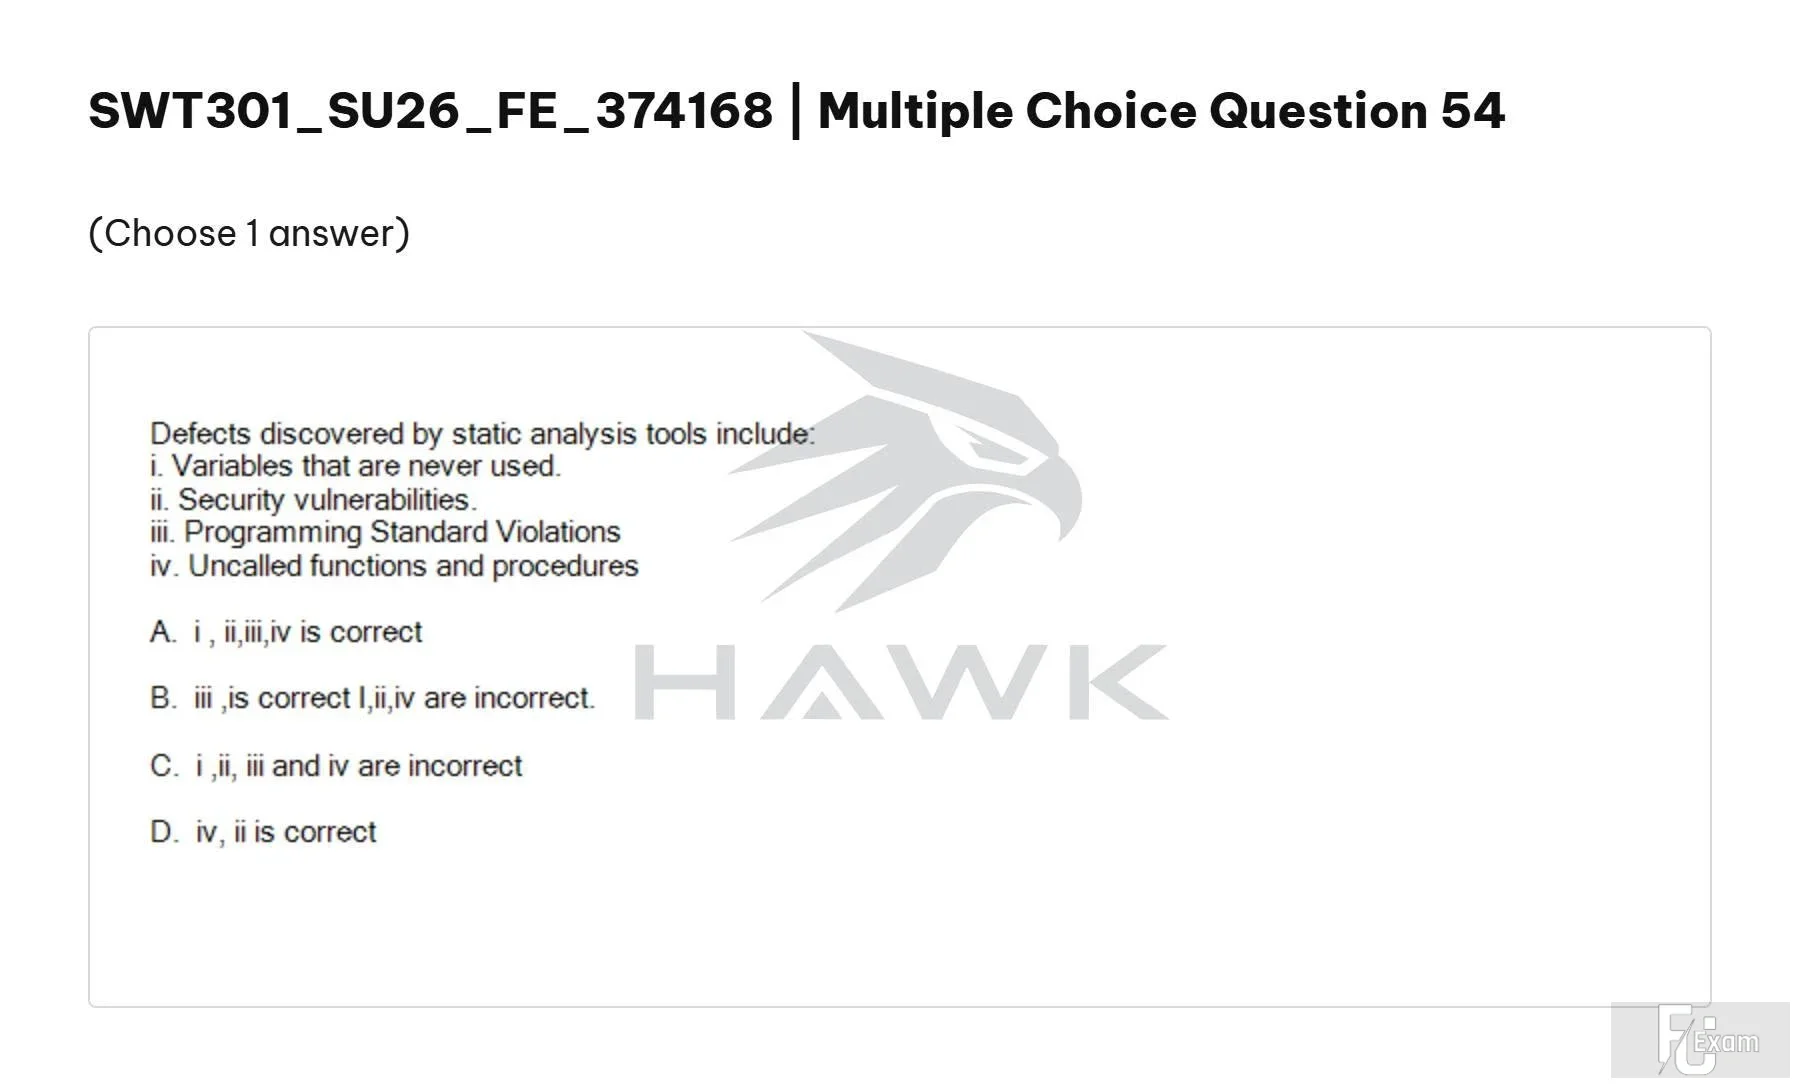 SWT301_SU26_FE_374168 | Multiple Choice Question 54
(Choose 1 answer)
Defects discovered by static analysis tools include:
i. Variables that are never used.
ii. Security vulnerabilities.
iii. Programming Standard Violations
iv. Uncalled functions and procedures
A. i , ii,iii,iv is correct
B. iii ,is correct I,ii,iv are incorrect.
C. i ,ii, iii and iv are incorrect
D. iv, ii is correct
HAWK
FU Exam